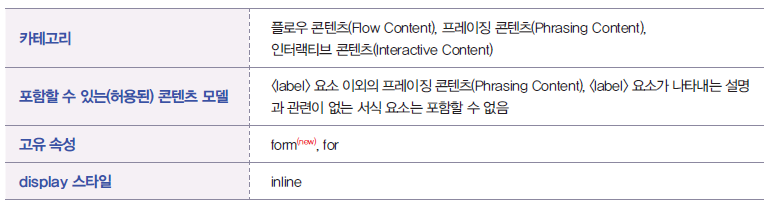 카테고리
플로우 콘텐츠(Flow Content), 프레이징 콘텐츠(Phrasing Content),
인터랙티브 콘텐츠(Interactive Content)
포함할 수 있는(허용된) 콘텐츠 모델
<label> 요소 이외의 프레이징 콘텐츠(Phrasing Content), <label> 요소가 나타내는 설명
과 관련이 없는 서식 요소는 포함할 수 없음
고유 속성
form(new), for
display 스타일
inline